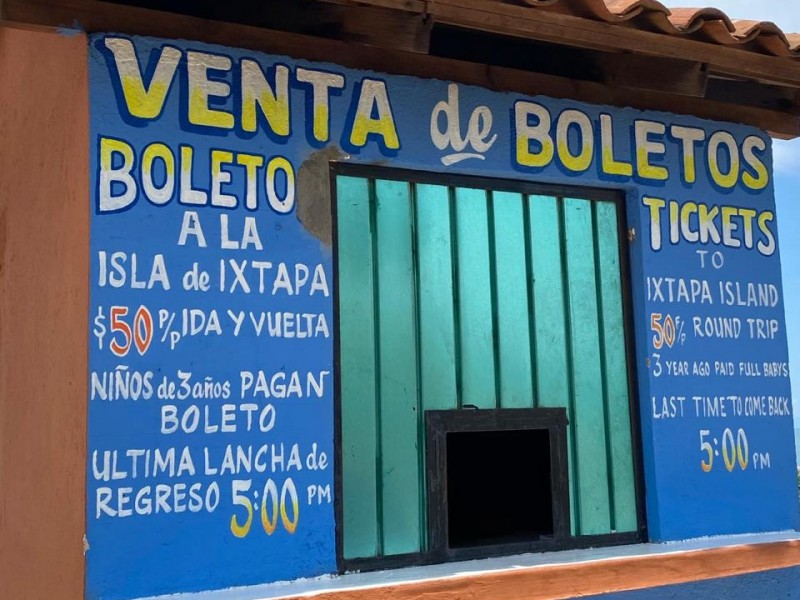 VENTA de BOLETOS
BOLETO
A LA
ISLA de IXTAPA
$50 P/P IDA Y VUELTA
NIÑOS de 3 años PAGAN
BOLETO
ULTIMA LANCHA de
REGRESO 5:00 PM
TICKETS
TO
IXTAPA ISLAND
50 P/P ROUND TRIP
3 YEAR AGO PAID FULL BABYS
LAST TIME TO COME BACK
5:00 PM